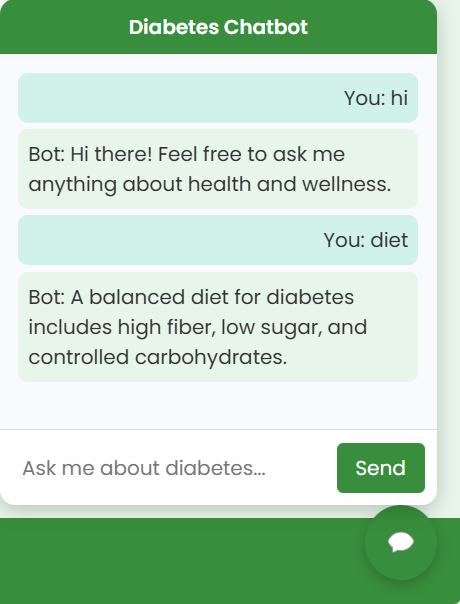 Diabetes Chatbot
You: hi
Bot: Hi there! Feel free to ask me
anything about health and wellness.
You: diet
Bot: A balanced diet for diabetes
includes high fiber, low sugar, and
controlled carbohydrates.
Ask me about diabetes...
Send